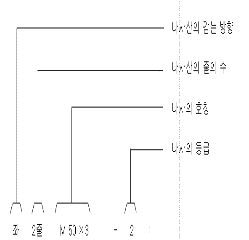 나사산의 감는 방향
나사산의 줄의 수
나사의 호칭
나사의 등급
좌 2줄 M 50×3 - 2